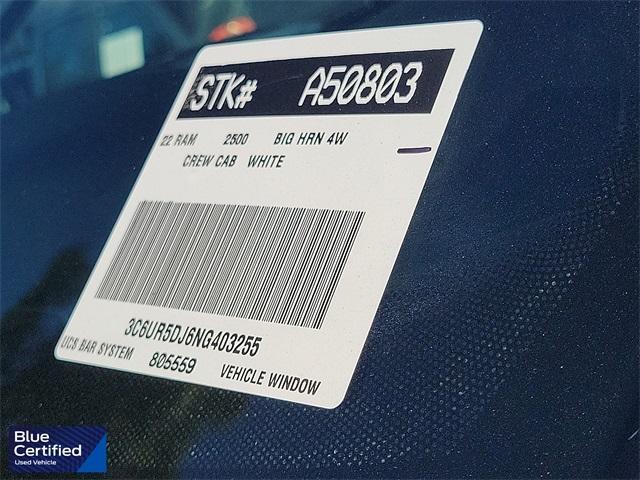 STK# A50803
22 RAM 2500 BIG HRN 4W
CREW CAB WHITE
3C6UR5DJ6NG403255
UCS BAR SYSTEM 805559 VEHICLE WINDOW
Blue
Certified
Used Vehicle